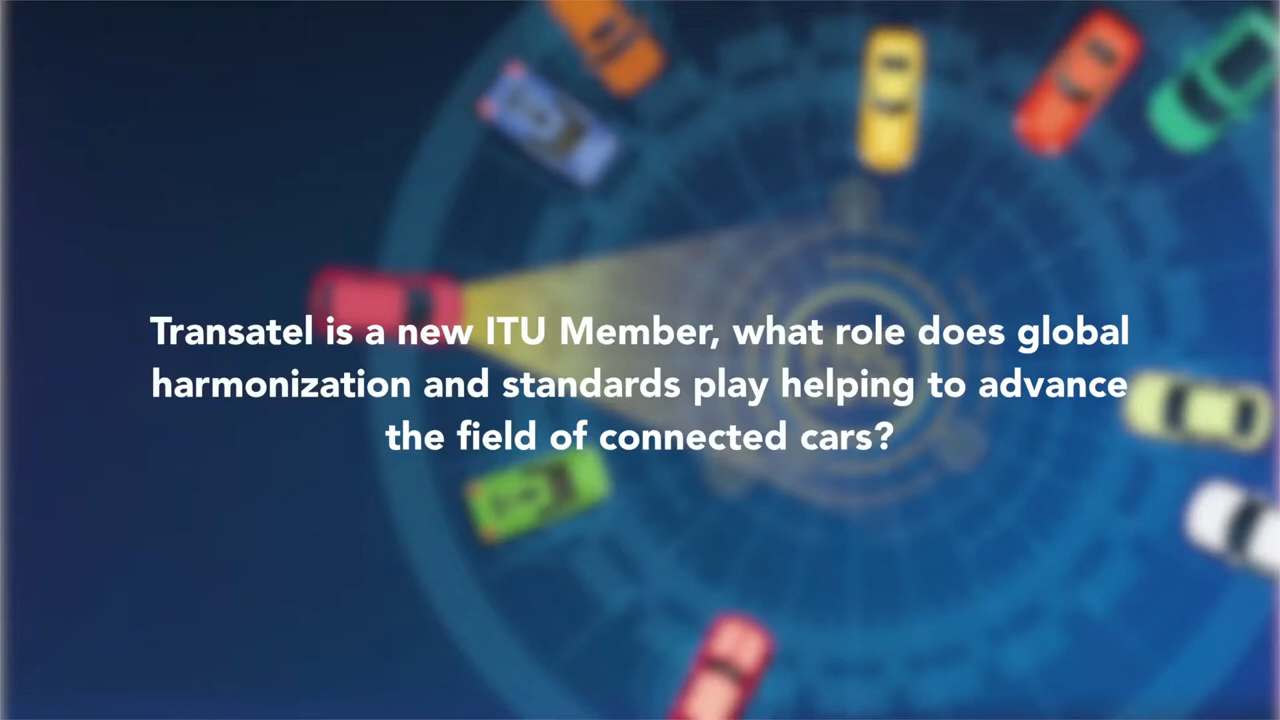 Transatel is a new ITU Member, what role does global
harmonization and standards play helping to advance
the field of connected cars?